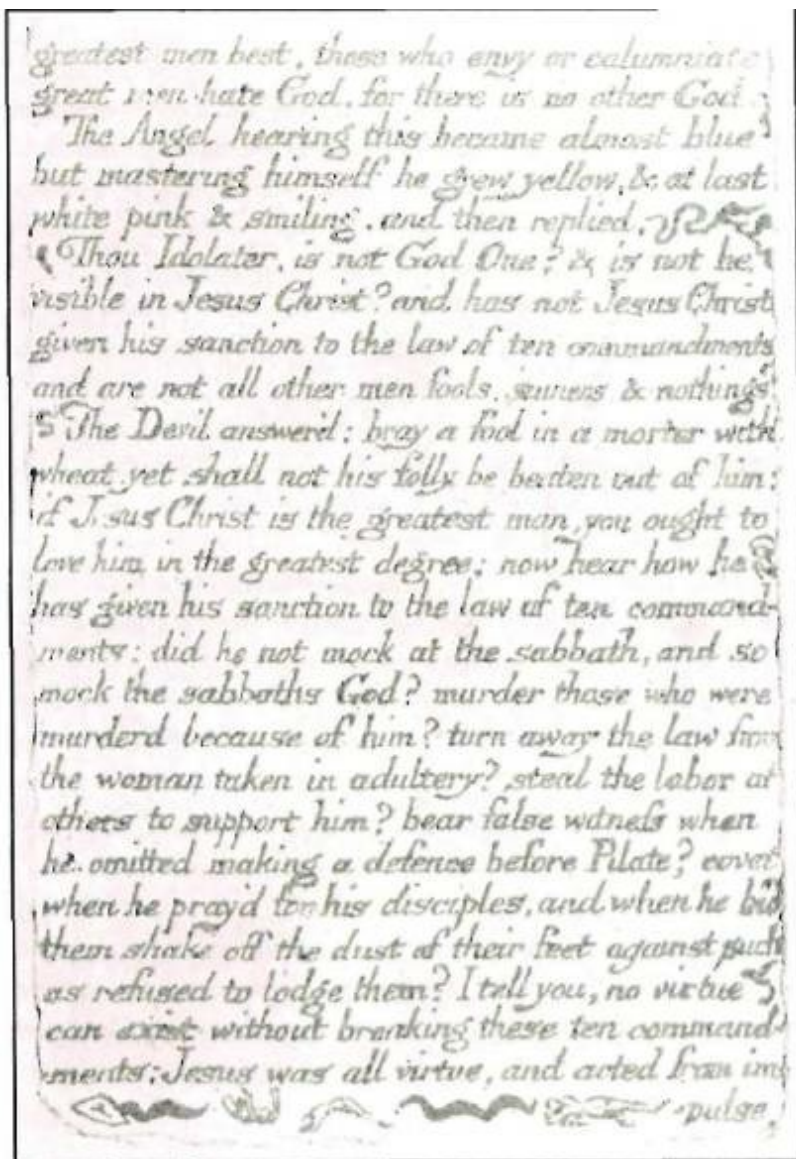 greatest men best, those who envy or calumniate
great men hate God, for there is no other God.
The Angel hearing this became almost blue
but mastering himself he grew yellow, & at last
white pink & smiling, and then replied,
Thou Idolater, is not God One? & is not he
visible in Jesus Christ? and has not Jesus Christ
given his sanction to the law of ten commandments
and are not all other men fools, sinners & nothings
The Devil answerd; bray a fool in a morter with
wheat, yet shall not his folly be beaten out of him:
if Jesus Christ is the greatest man, you ought to
love him in the greatest degree; now hear how he
has given his sanction to the law of ten command-
ments: did he not mock at the sabbath, and so
mock the sabbaths God? murder those who were
murderd because of him? turn away the law from
the woman taken in adultery? steal the labor of
others to support him? bear false witness when
he omitted making a defence before Pilate? covet
when he pray'd for his disciples, and when he bid
them shake off the dust of their feet against such
as refused to lodge them? I tell you, no virtue
can exist without breaking these ten command-
ments: Jesus was all virtue, and acted from im-
pulse,